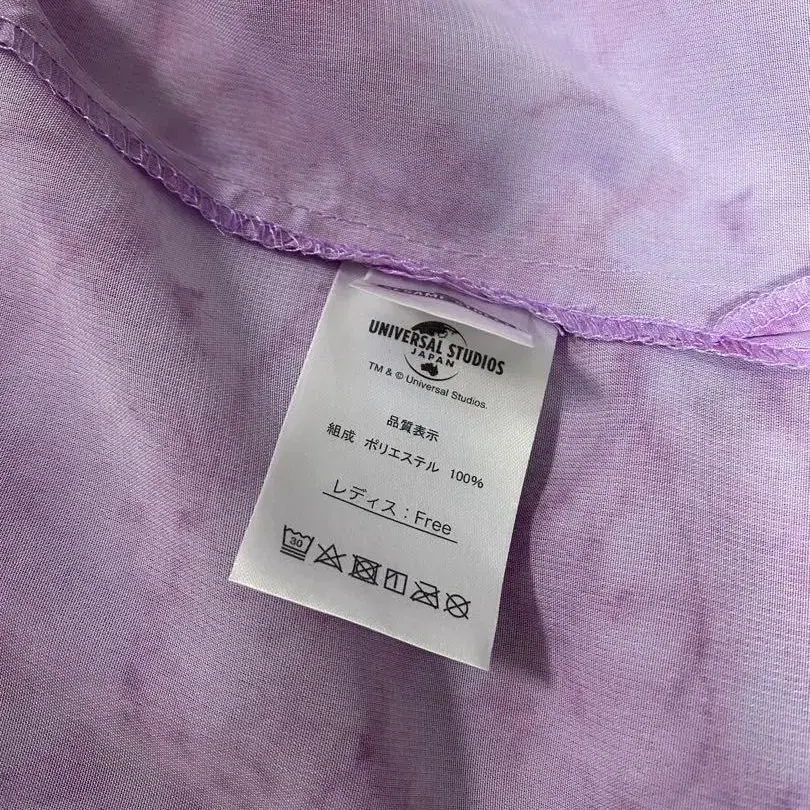 UNIVERSAL STUDIOS
JAPAN
TM & © Universal Studios.
品質表示
組成 ポリエステル 100%
レディス：Free
30